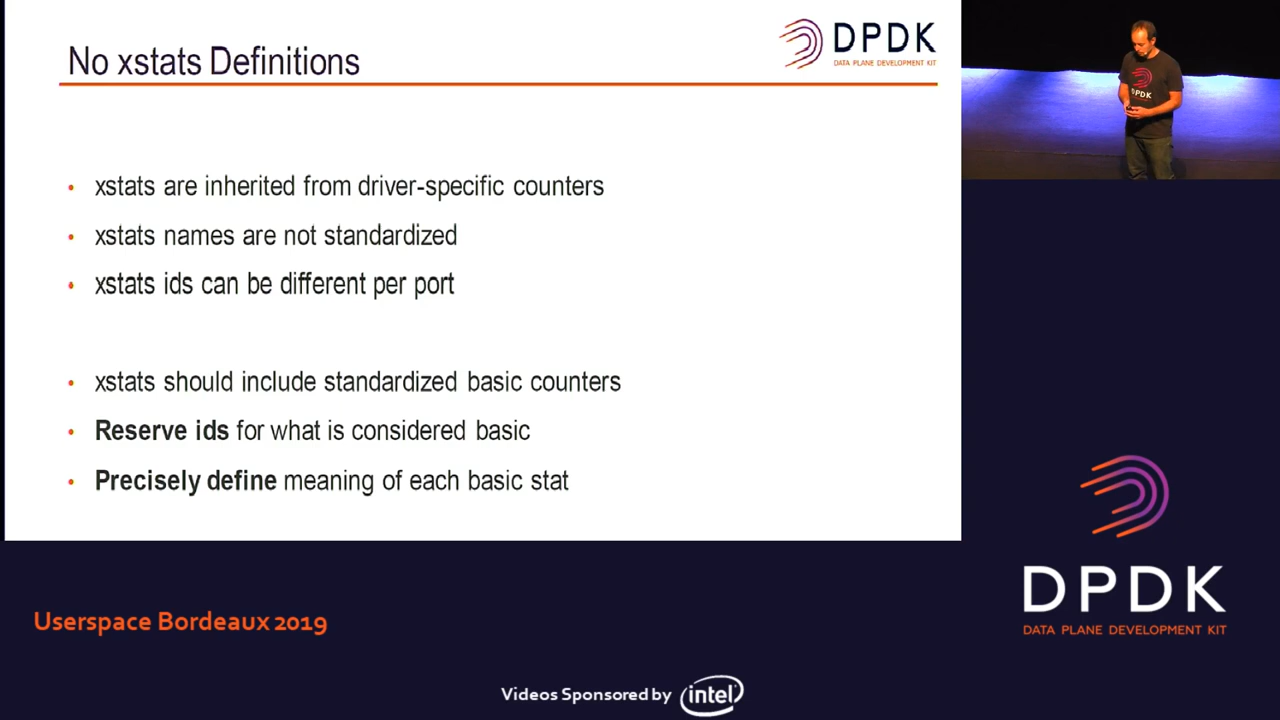 No xstats Definitions
DPDK
DATA PLANE DEVELOPMENT KIT
xstats are inherited from driver-specific counters
xstats names are not standardized
xstats ids can be different per port
xstats should include standardized basic counters
Reserve ids for what is considered basic
Precisely define meaning of each basic stat
DPDK
DPDK
DATA PLANE DEVELOPMENT KIT
Userspace Bordeaux 2019
Videos Sponsored by intel